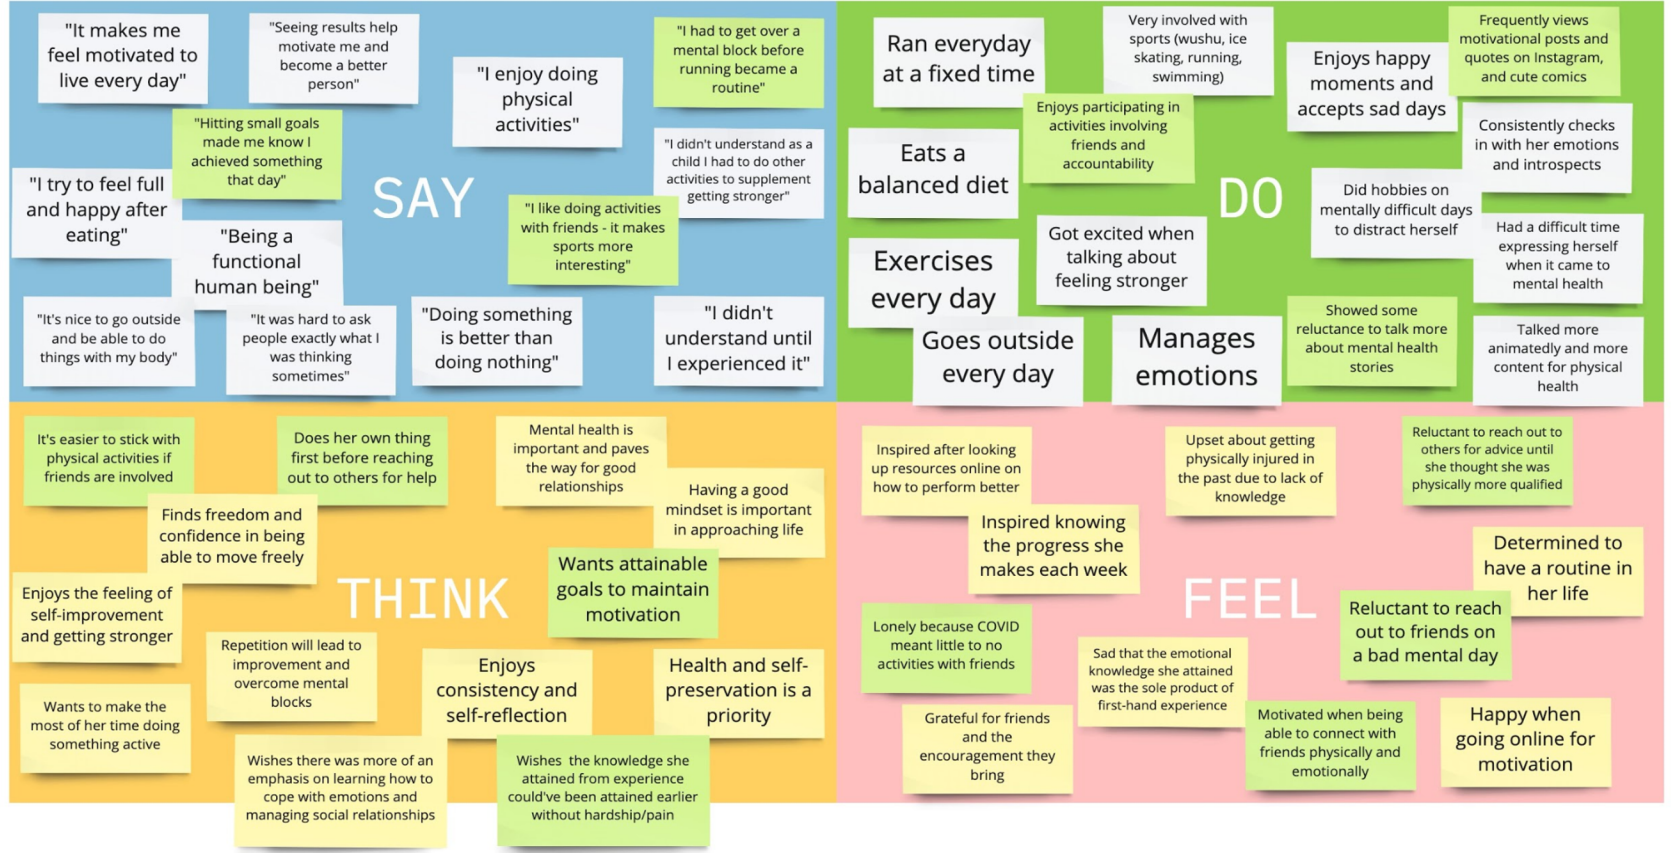 "It makes me
feel motivated to
live every day"
"Seeing results help
motivate me and
become a better
person"
"I enjoy doing
physical
activities"
"I had to get over a
mental block before
running became a
routine"
"Hitting small goals
made me know I
achieved something
that day"
"I didn't understand as a
child I had to do other
activities to supplement
getting stronger"
"I try to feel full
and happy after
eating"
SAY
"I like doing activities
with friends - it makes
sports more
interesting"
"Being a
functional
human being"
"It's nice to go outside
and be able to do
things with my body"
"It was hard to ask
people exactly what I
was thinking
sometimes"
"Doing something
is better than
doing nothing"
"I didn't
understand until
I experienced it"
Ran everyday
at a fixed time
Very involved with
sports (wushu, ice
skating, running,
swimming)
Enjoys happy
moments and
accepts sad days
Frequently views
motivational posts and
quotes on Instagram,
and cute comics
Enjoys participating in
activities involving
friends and
accountability
Consistently checks
in with her emotions
and introspects
Eats a
balanced diet
DO
Did hobbies on
mentally difficult days
to distract herself
Got excited when
talking about
feeling stronger
Had a difficult time
expressing herself
when it came to
mental health
Exercises
every day
Goes outside
every day
Manages
emotions
Showed some
reluctance to talk more
about mental health
stories
Talked more
animatedly and more
content for physical
health
It's easier to stick with
physical activities if
friends are involved
Does her own thing
first before reaching
out to others for help
Mental health is
important and paves
the way for good
relationships
Having a good
mindset is important
in approaching life
Finds freedom and
confidence in being
able to move freely
Wants attainable
goals to maintain
motivation
THINK
Enjoys the feeling of
self-improvement
and getting stronger
Repetition will lead to
improvement and
overcome mental
blocks
Enjoys
consistency and
self-reflection
Health and self-
preservation is a
priority
Wants to make the
most of her time doing
something active
Wishes there was more of an
emphasis on learning how to
cope with emotions and
managing social relationships
Wishes the knowledge she
attained from experience
could've been attained earlier
without hardship/pain
Inspired after looking
up resources online on
how to perform better
Upset about getting
physically injured in
the past due to lack of
knowledge
Reluctant to reach out to
others for advice until
she thought she was
physically more qualified
Inspired knowing
the progress she
makes each week
Determined to
have a routine in
her life
FEEL
Reluctant to reach
out to friends on
a bad mental day
Lonely because COVID
meant little to no
activities with friends
Sad that the emotional
knowledge she attained
was the sole product of
first-hand experience
Grateful for friends
and the
encouragement they
bring
Motivated when being
able to connect with
friends physically and
emotionally
Happy when
going online for
motivation